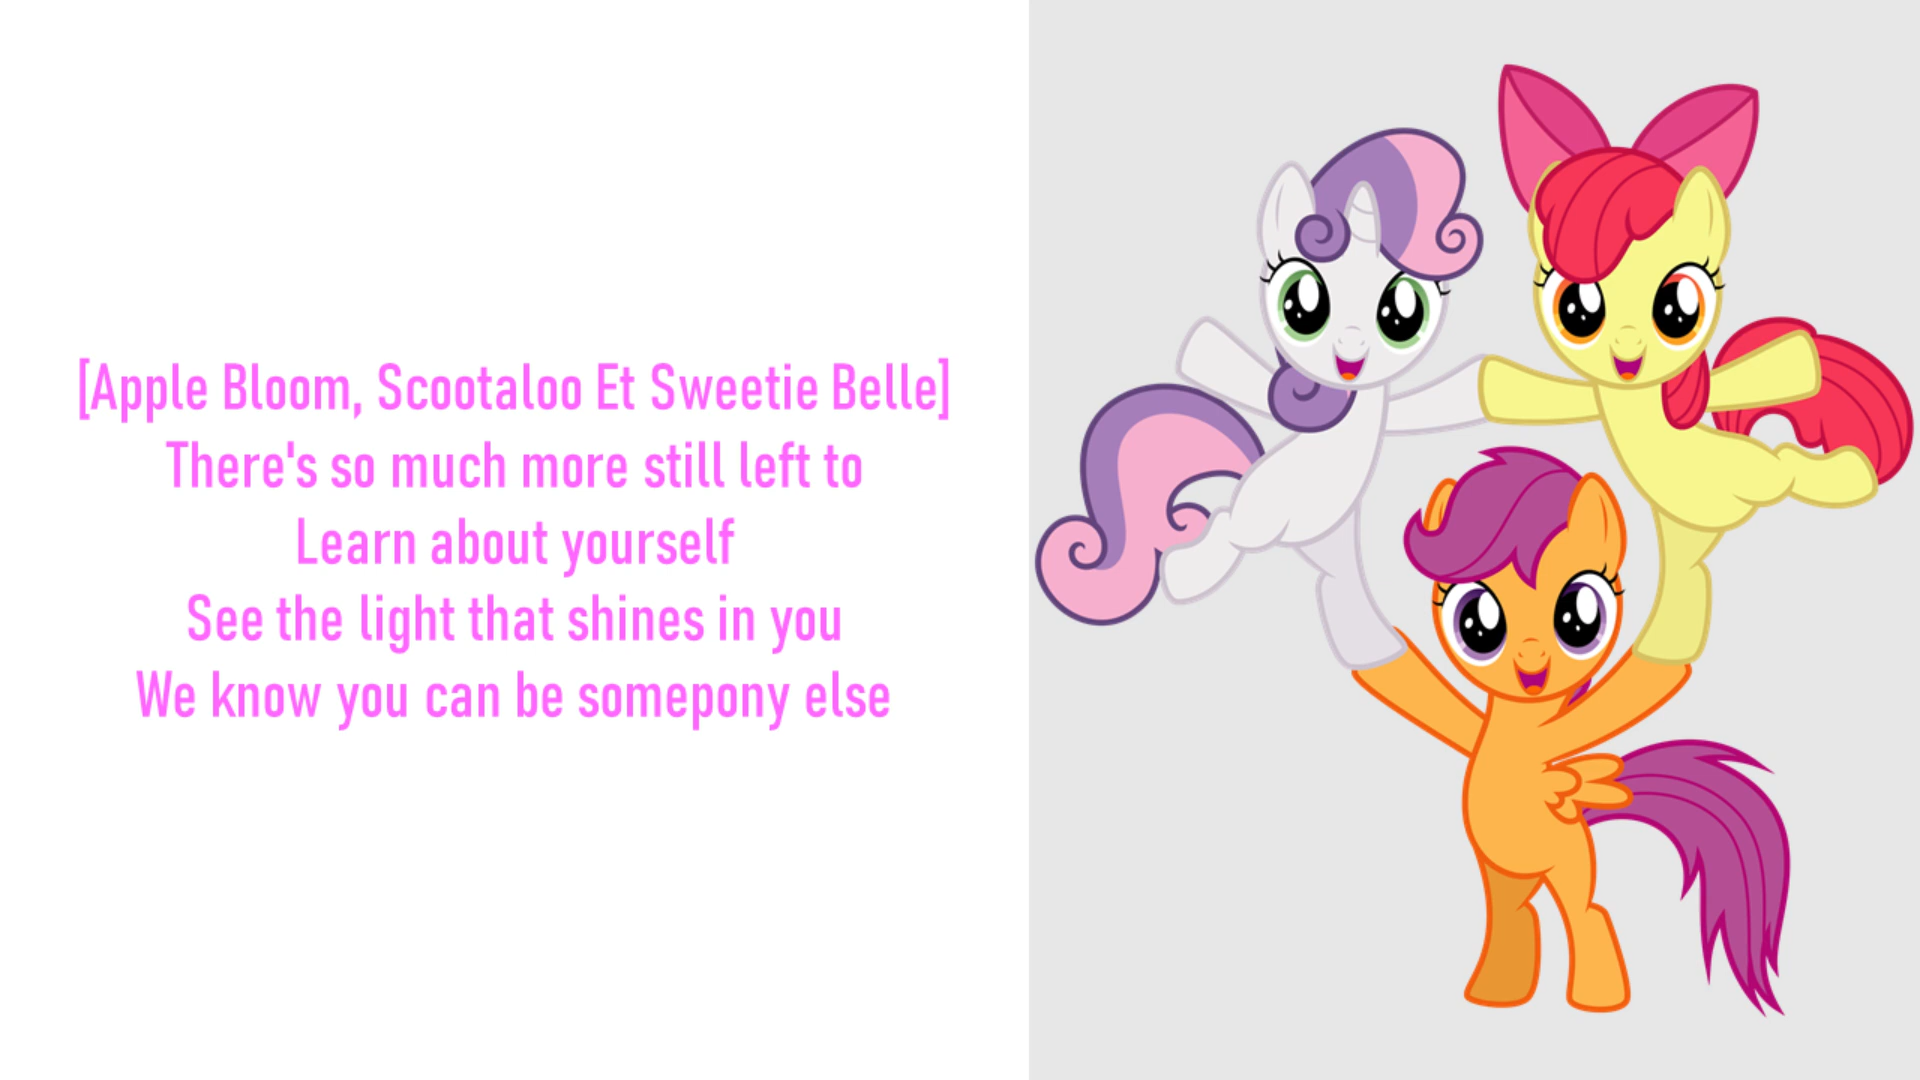 [Apple Bloom, Scootaloo Et Sweetie Belle]
There's so much more still left to
Learn about yourself
See the light that shines in you
We know you can be somepony else